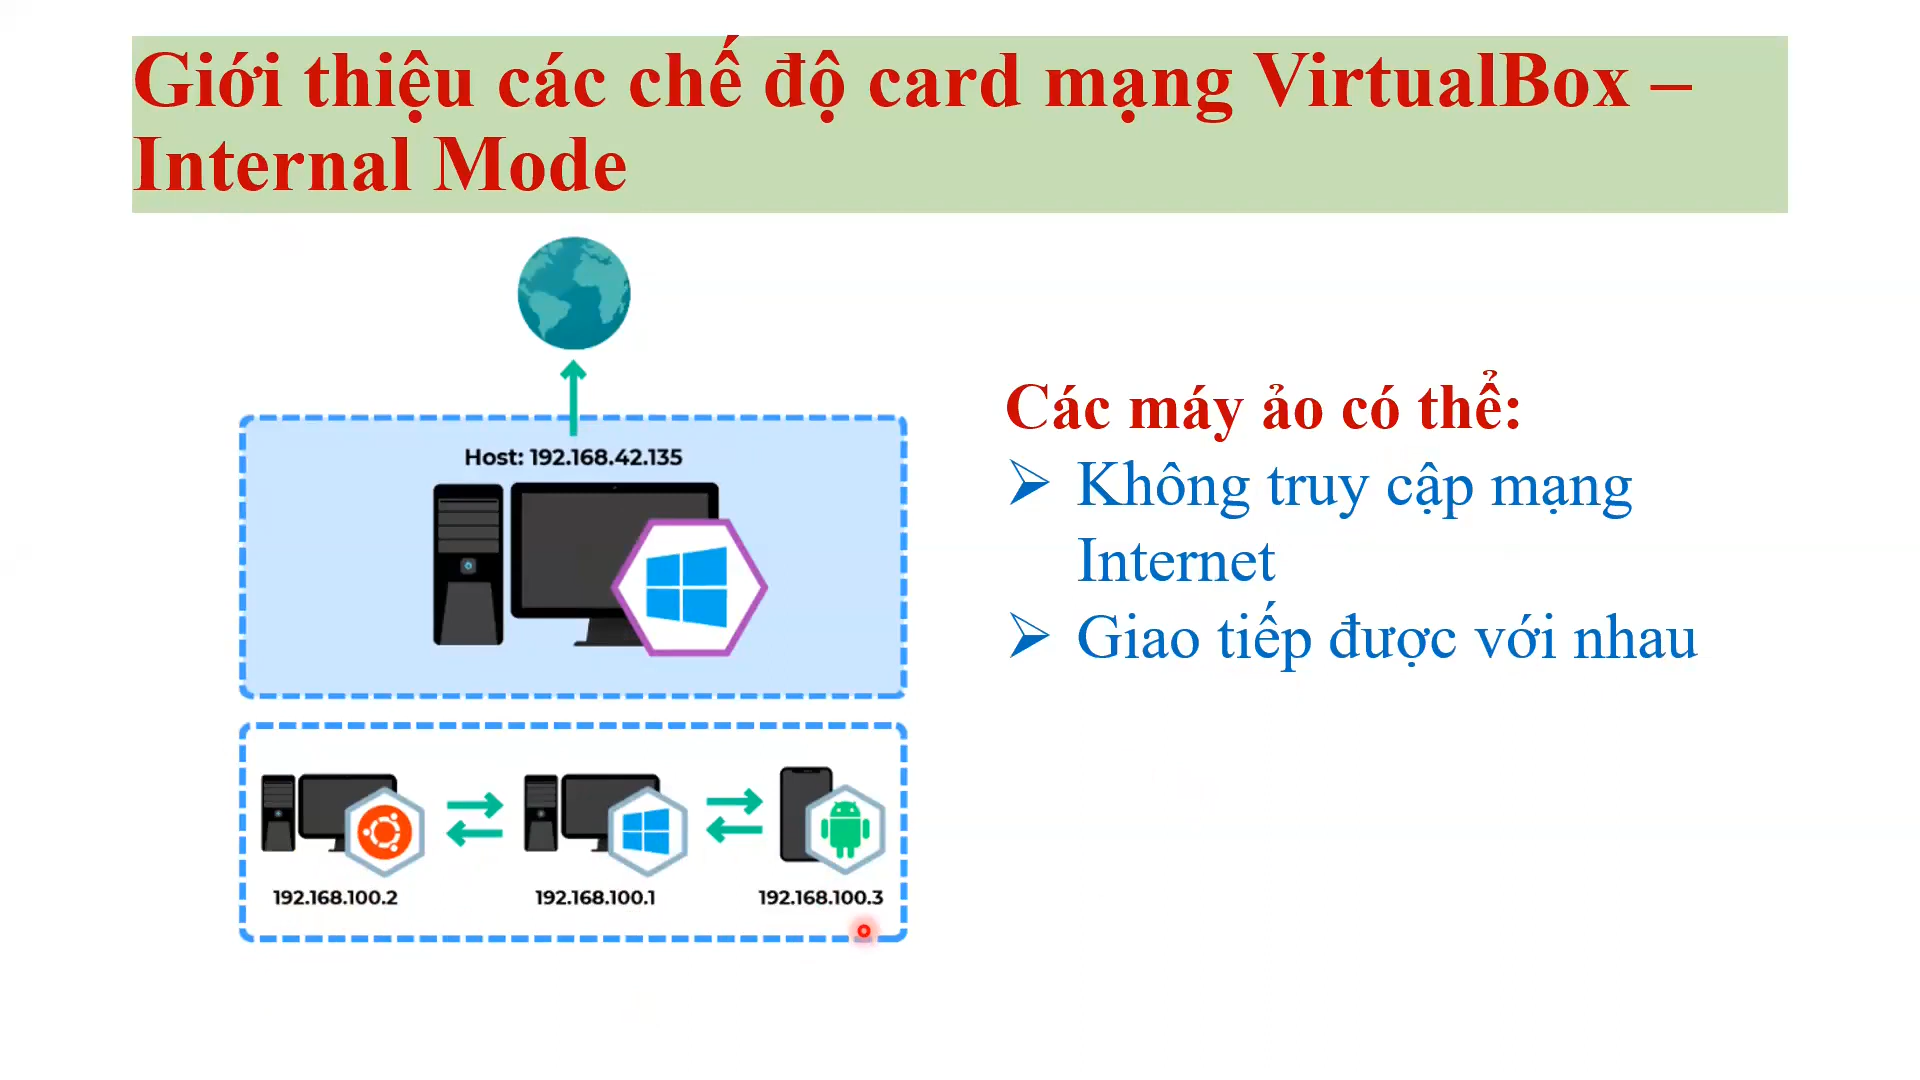 Giới thiệu các chế độ card mạng VirtualBox –
Internal Mode
Host: 192.168.42.135
192.168.100.2
192.168.100.1
192.168.100.3
Các máy ảo có thể:
Không truy cập mạng
Internet
Giao tiếp được với nhau